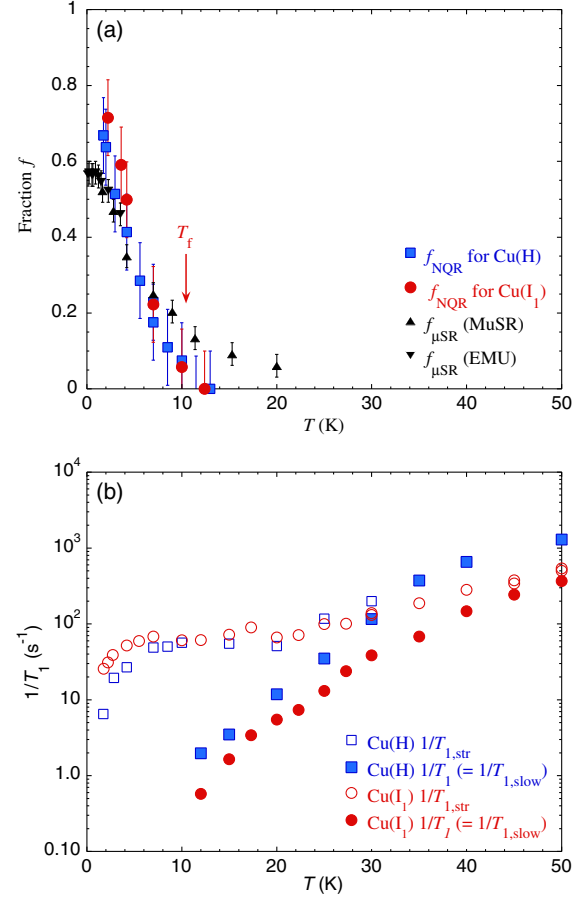 (a)
1
0.8
0.6
0.4
0.2
0
Fraction f
T_f
f_NQR for Cu(H)
f_NQR for Cu(I_1)
f_μSR (MuSR)
f_μSR (EMU)
0 10 20 30 40 50
T (K)
(b)
10^4
10^3
10^2
10^1
1.0
0.10
1/T_1 (s^-1)
Cu(H) 1/T_1,str
Cu(H) 1/T_1 (= 1/T_1,slow)
Cu(I_1) 1/T_1,str
Cu(I_1) 1/T_1 (= 1/T_1,slow)
0 10 20 30 40 50
T (K)